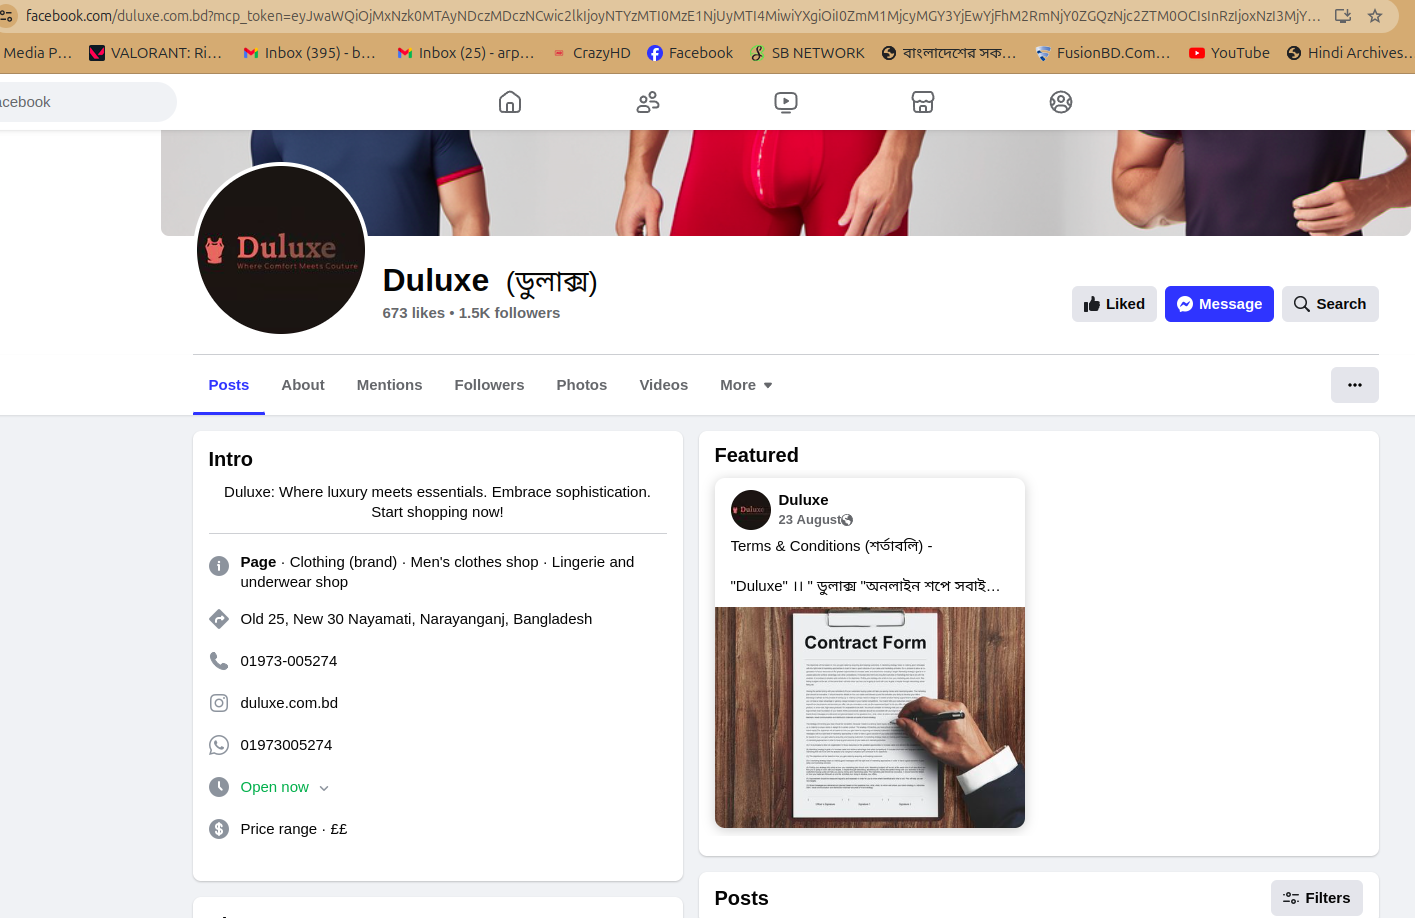 facebook.com/duluxe.com.bd?mcp_token=eyJwaWQiOjMxNzk0MTAyNDczMDczNCwic2lkIjoyNTYzMTI0MzE1NjUyMTI4MiwiYXgiOiI0ZmM1MjcyMGY3YjEwYjFhM2RmNjY0ZGQzNjc2ZTM0OCIsInRzIjoxNzI3MjY...
Media P... VALORANT: Ri... Inbox (395) - b... Inbox (25) - arp... CrazyHD Facebook SB NETWORK বাংলাদেশের সক... FusionBD.Com... YouTube Hindi Archives...
acebook
Duluxe
Where Comfort Meets Couture
Duluxe (ডুলাক্স)
673 likes • 1.5K followers
Liked Message Search
Posts About Mentions Followers Photos Videos More
Intro
Duluxe: Where luxury meets essentials. Embrace sophistication.
Start shopping now!
Page · Clothing (brand) · Men's clothes shop · Lingerie and
underwear shop
Old 25, New 30 Nayamati, Narayanganj, Bangladesh
01973-005274
duluxe.com.bd
01973005274
Open now
Price range · ££
Featured
Duluxe
Duluxe
23 August
Terms & Conditions (শর্তাবলি) -
"Duluxe" ।। " ডুলাক্স "অনলাইন শপে সবাই...
Contract Form
Posts
Filters